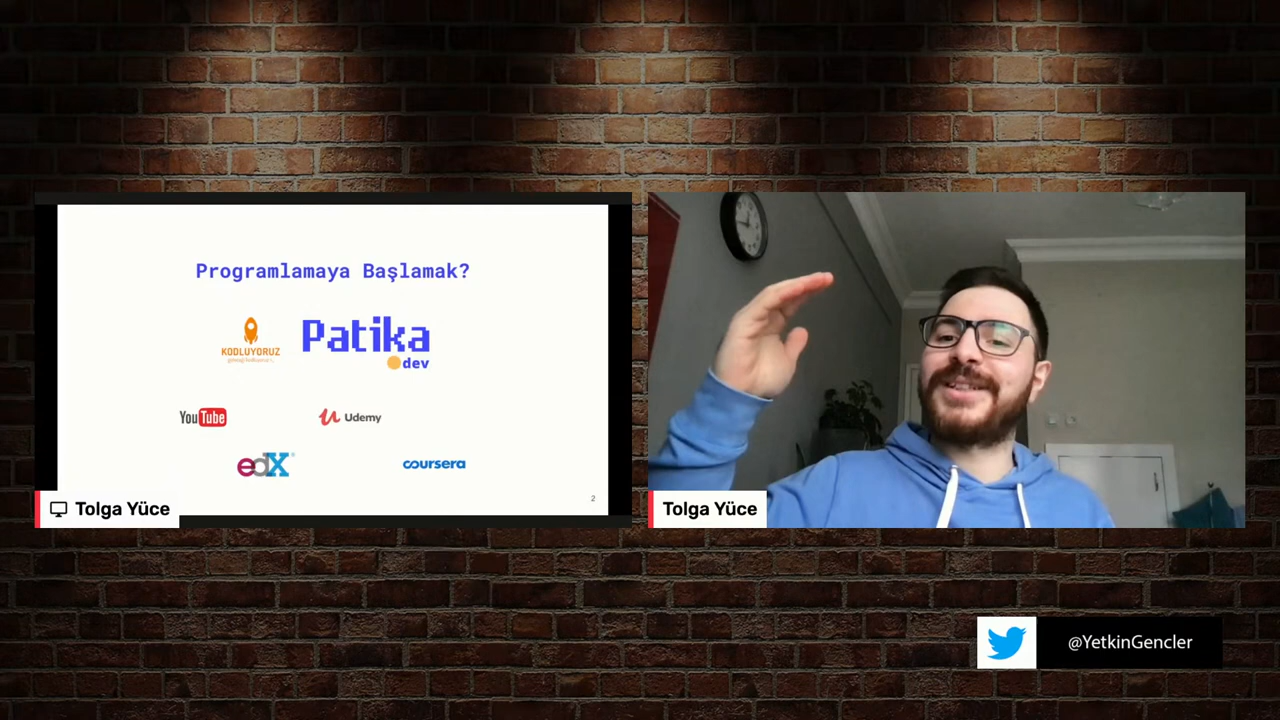 Programlamaya Başlamak?
KODLUYORUZ
Patika
dev
YouTube
Udemy
edX
coursera
2
Tolga Yüce
Tolga Yüce
@YetkinGencler